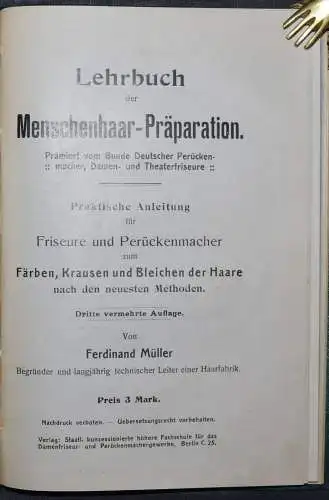 Lehrbuch
der
Menschenhaar-Präparation.
Prämiert vom Bunde Deutscher Perücken-
:: macher, Damen- und Theaterfriseure ::
Praktische Anleitung
für
Friseure und Perückenmacher
zum
Färben, Krausen und Bleichen der Haare
nach den neuesten Methoden.
Dritte vermehrte Auflage.
Von
Ferdinand Müller
Begründer und langjährig technischer Leiter einer Haarfabrik.
Preis 3 Mark.
Nachdruck verboten. — Uebersetzungsrecht vorbehalten.
Verlag: Staatl. konzessionierte höhere Fachschule für das
Damenfriseur- und Perückenmachergewerbe, Berlin C. 25.